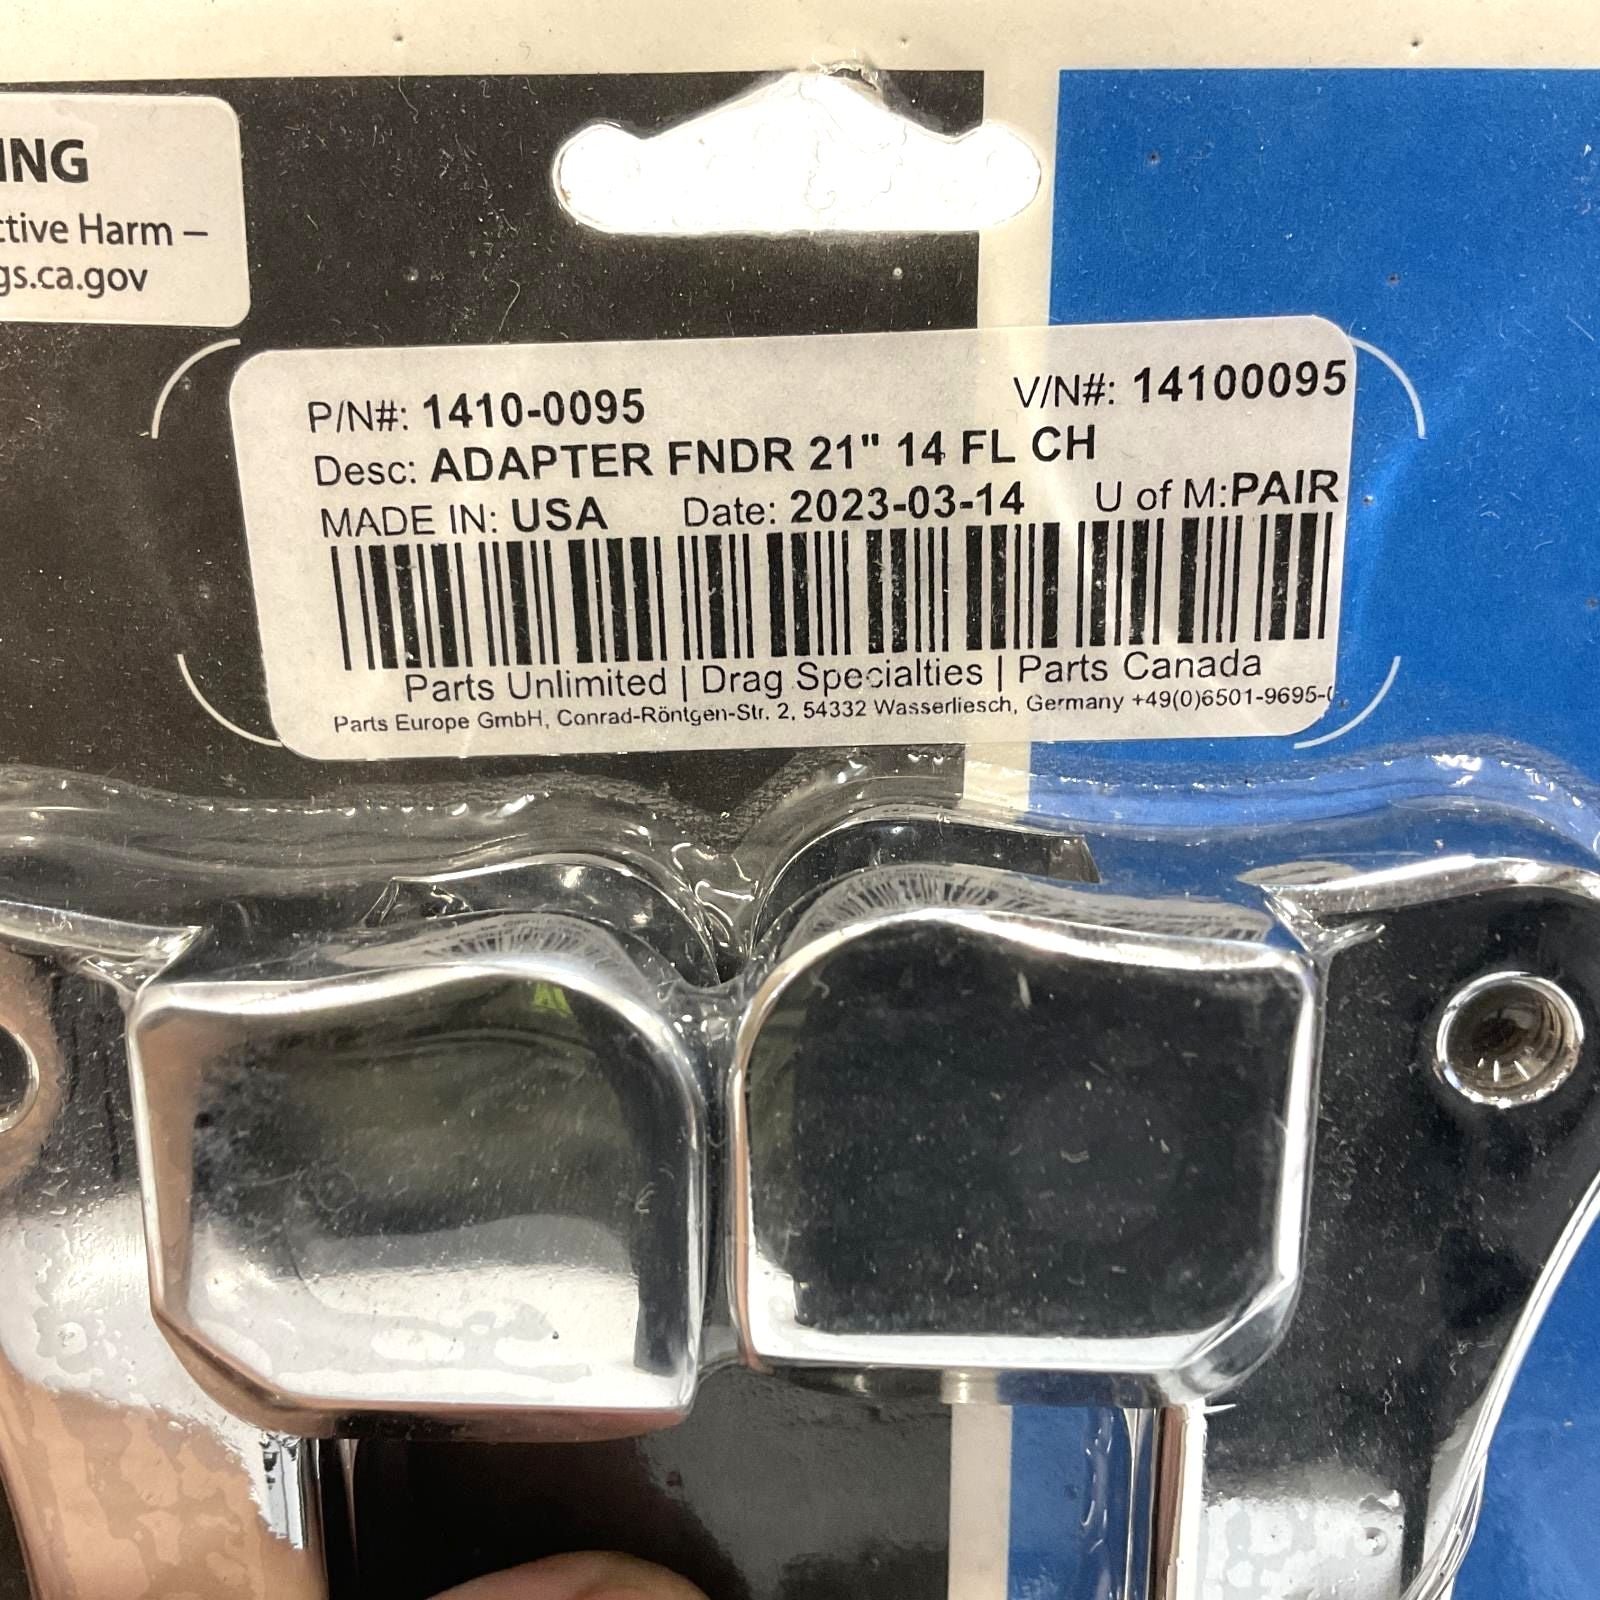 ING
ctive Harm –
gs.ca.gov
P/N#: 1410-0095 V/N#: 14100095
Desc: ADAPTER FNDR 21" 14 FL CH
MADE IN: USA Date: 2023-03-14 U of M:PAIR
Parts Unlimited | Drag Specialties | Parts Canada
Parts Europe GmbH, Conrad-Röntgen-Str. 2, 54332 Wasserliesch, Germany +49(0)6501-9695-